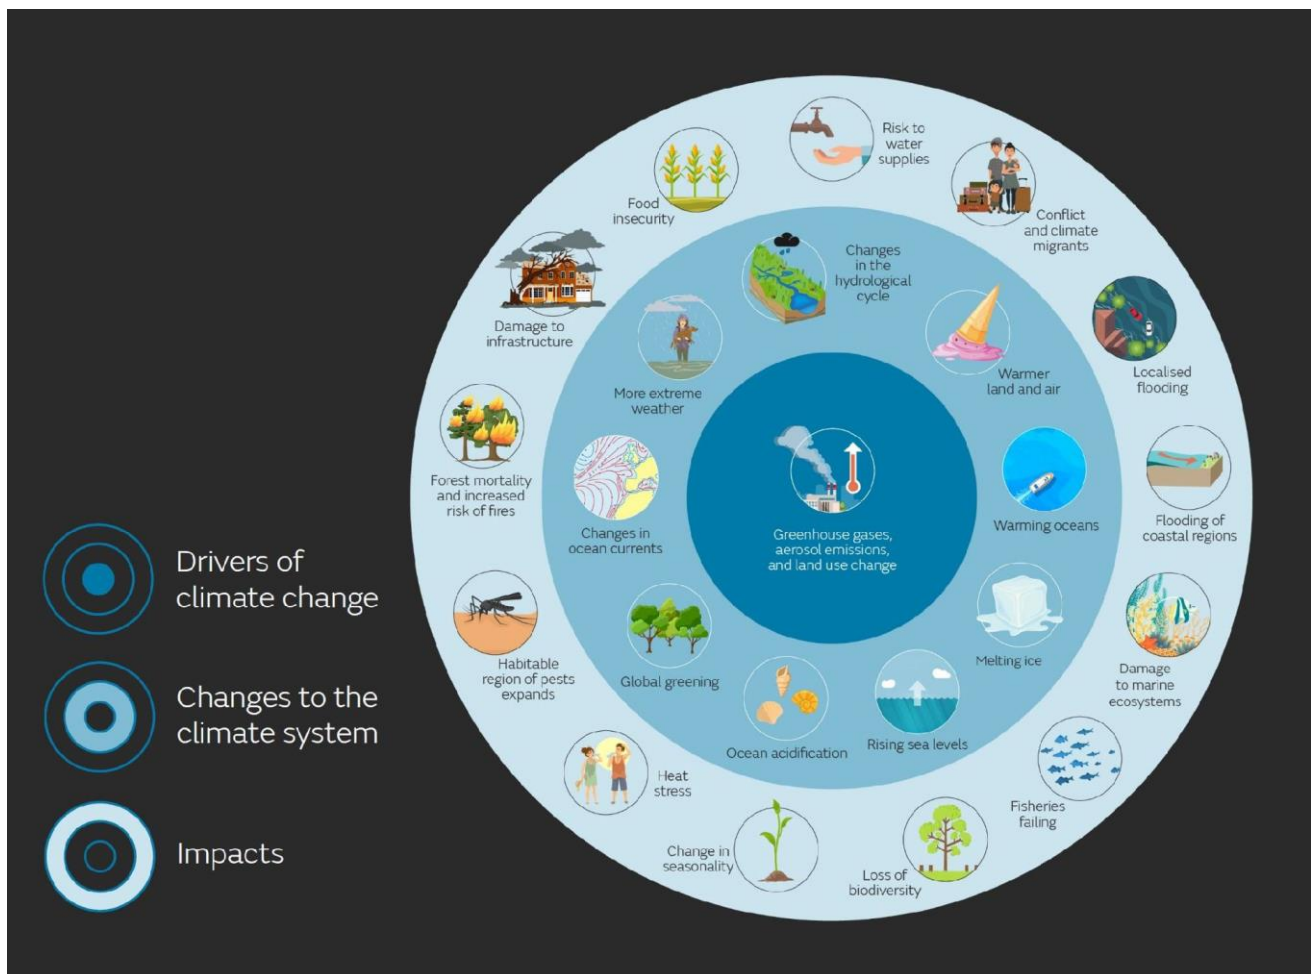 Drivers of
climate change
Changes to the
climate system
Impacts
Risk to
water
supplies
Conflict
and climate
migrants
Localised
flooding
Flooding of
coastal regions
Damage
to marine
ecosystems
Fisheries
failing
Loss of
biodiversity
Change in
seasonality
Heat
stress
Habitable
region of pests
expands
Forest mortality
and increased
risk of fires
Damage to
infrastructure
Food
insecurity
Changes
in the
hydrological
cycle
Warmer
land and air
Warming oceans
Melting ice
Rising sea levels
Ocean acidification
Global greening
Changes in
ocean currents
More extreme
weather
Greenhouse gases,
aerosol emissions,
and land use change